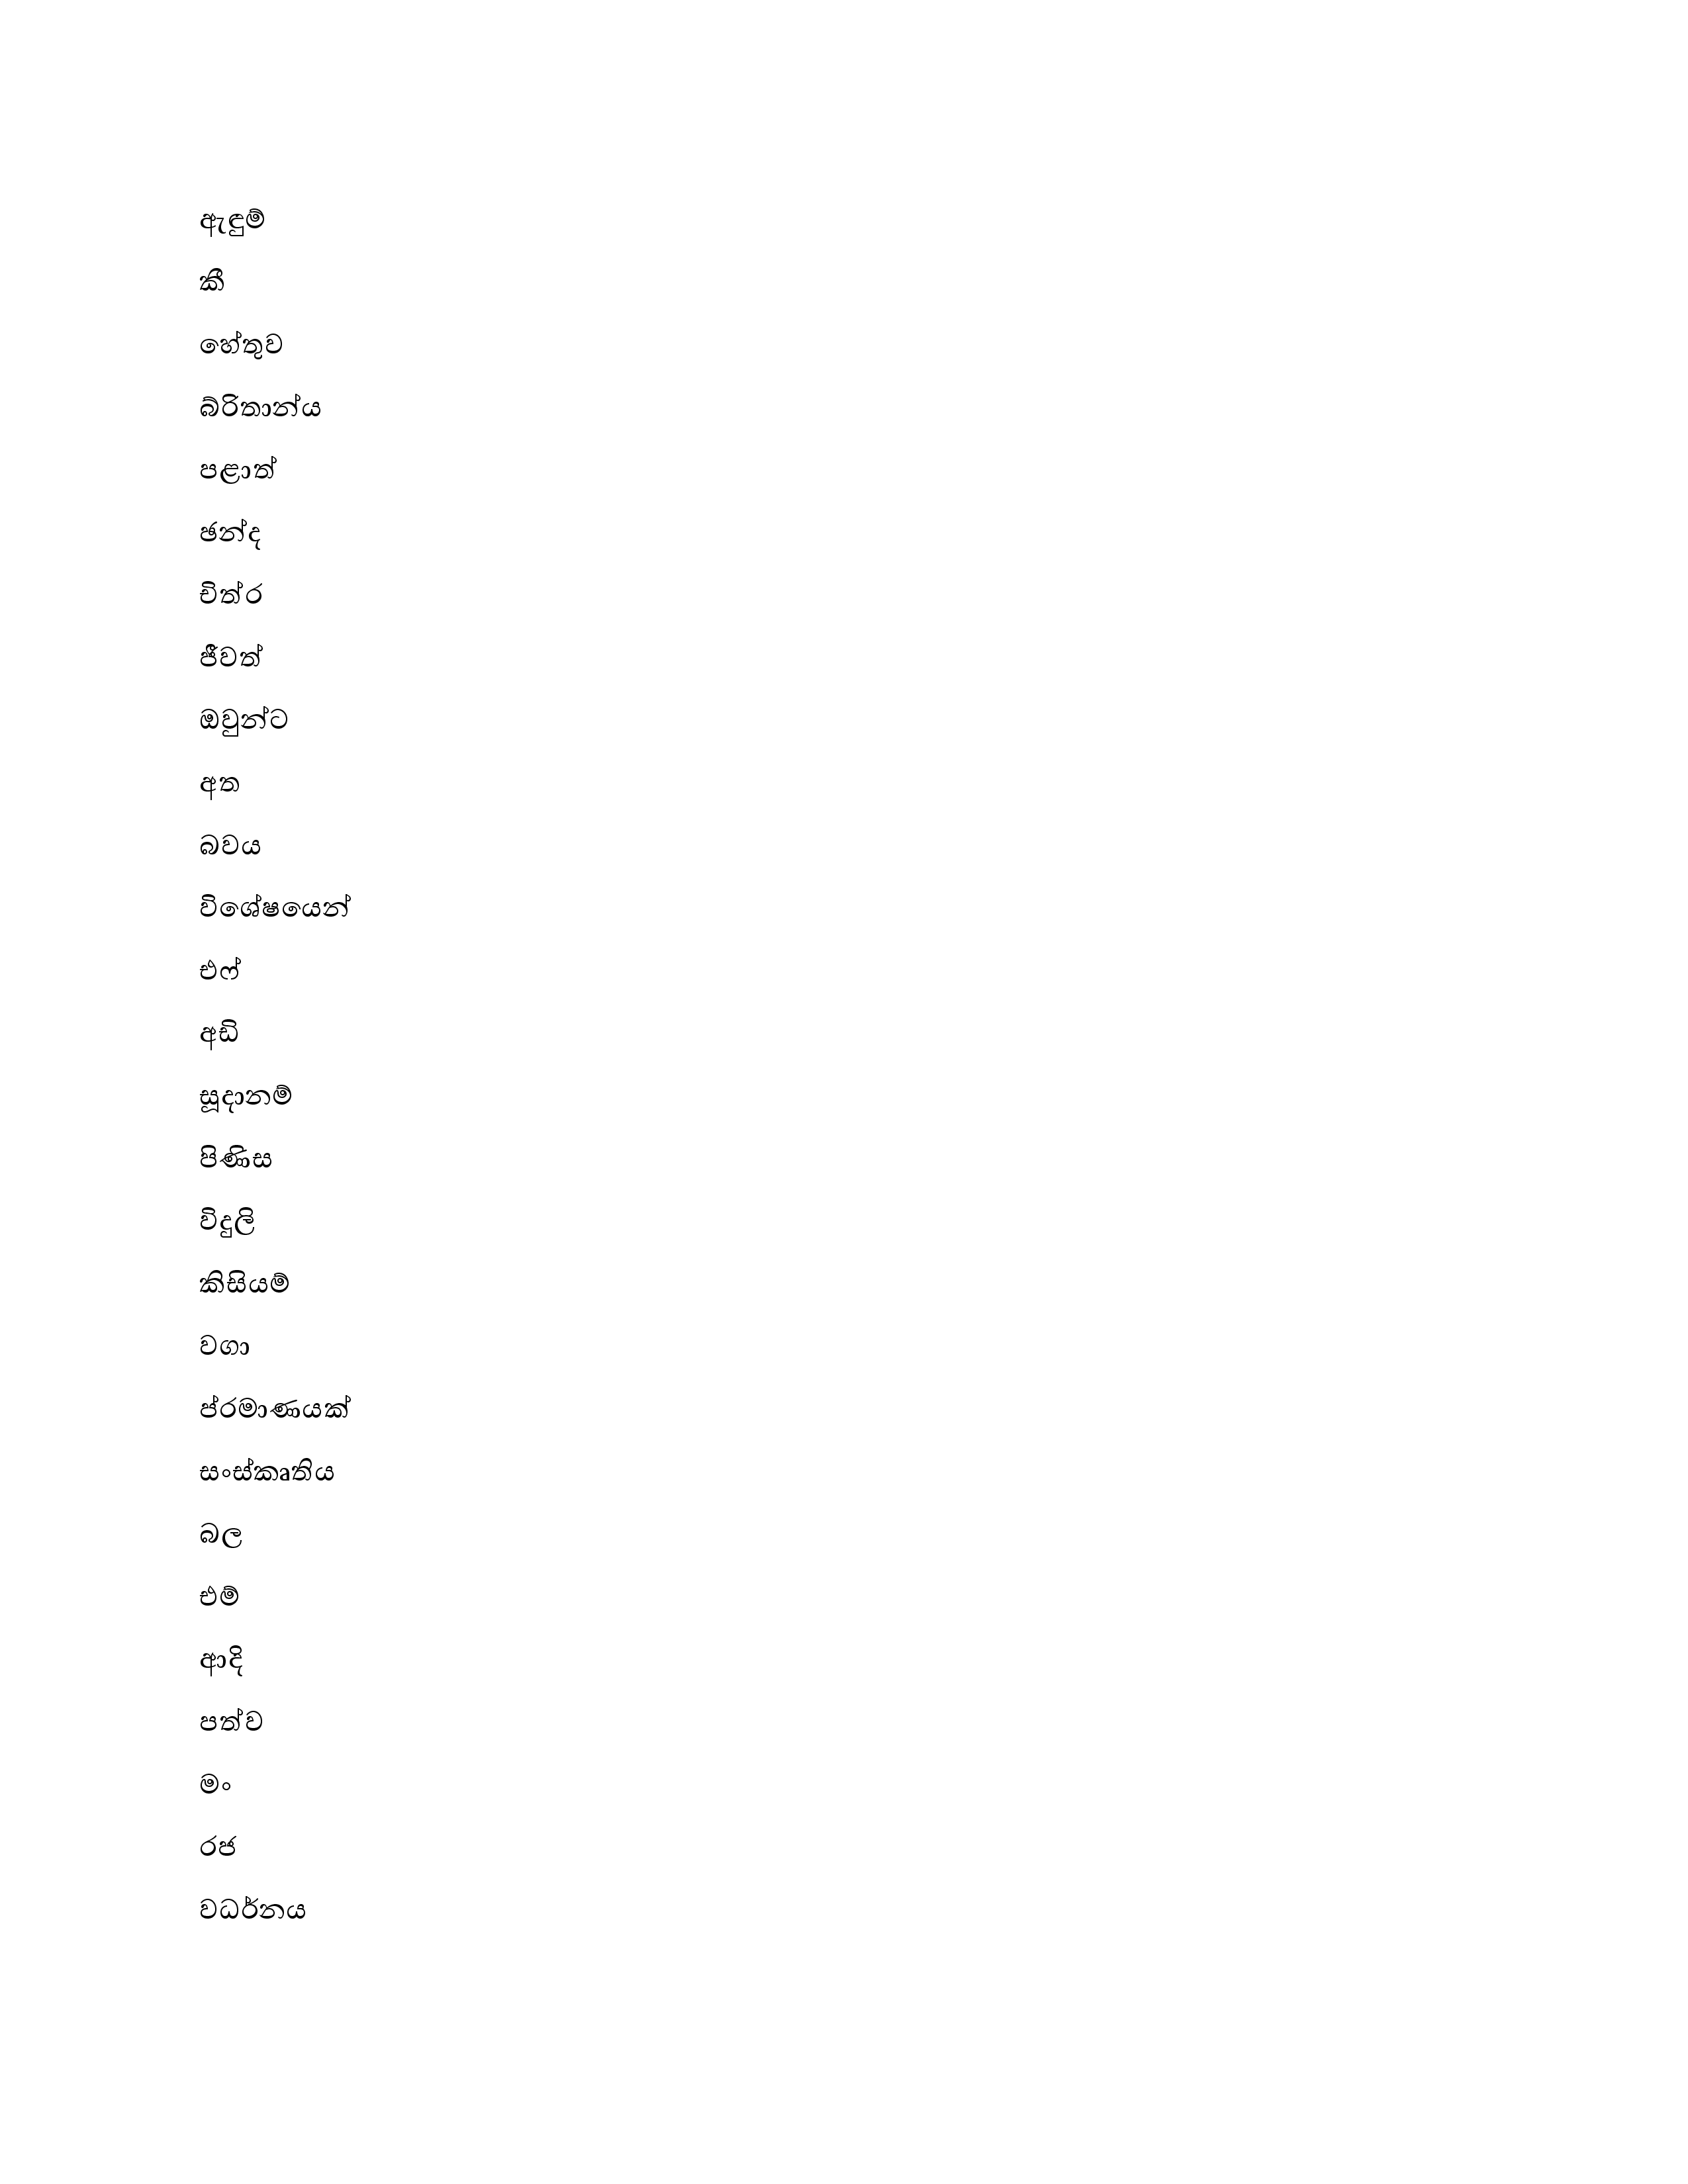 ඇඳුම්
කී
හේතුව
බ්රිතාන්ය
පළාත්
ඡන්ද
චිත්ර
ජීවත්
ඔවුන්ට
අත
බවය
විශේෂයෙන්
එෆ්
අඩි
සූදානම්
පිණිස
විදුලි
කිසියම්
වගා
ප්රමාණයක්
සංස්කෘතිය
බල
එම්
ආදි
පත්ව
මං
රජ
වර්ධනය